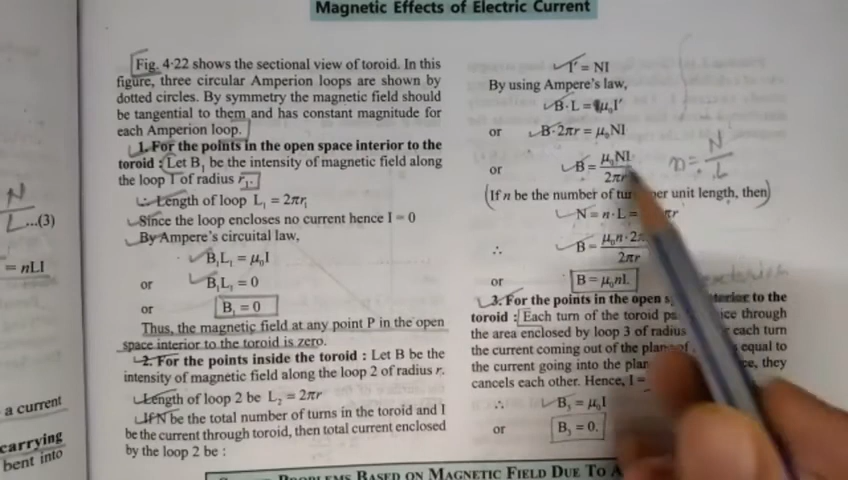 Magnetic Effects of Electric Current
Fig. 4·22 shows the sectional view of toroid. In this
figure, three circular Amperion loops are shown by
dotted circles. By symmetry the magnetic field should
be tangential to them and has constant magnitude for
each Amperion loop.
1. For the points in the open space interior to the
toroid : Let B₁ be the intensity of magnetic field along
the loop 1 of radius r₁.
∴ Length of loop L₁ = 2πr₁
Since the loop encloses no current hence I = 0
By Ampere's circuital law,
B₁L₁ = μ₀I
or B₁L₁ = 0
or B₁ = 0
Thus, the magnetic field at any point P in the open
space interior to the toroid is zero.
2. For the points inside the toroid : Let B be the
intensity of magnetic field along the loop 2 of radius r.
Length of loop 2 be L₂ = 2πr
If N be the total number of turns in the toroid and I
be the current through toroid, then total current enclosed
by the loop 2 be :
I' = NI
By using Ampere's law,
B·L = μ₀I'
or B·2πr = μ₀NI
or B = μ₀NI / 2πr
n = N / L
(If n be the number of tur per unit length, then)
N = n·L = πr
∴ B = μ₀n·2π / 2πr
or B = μ₀nI.
3. For the points in the open s exterior to the
toroid : Each turn of the toroid pa through
the area enclosed by loop 3 of radius each turn
the current coming out of the plane of equal to
the current going into the plan they
cancels each other. Hence, I =
∴ B₃ = μ₀I
or B₃ = 0.
N
L ...(3)
= nLI
a current
carrying
bent into
PROBLEMS BASED ON MAGNETIC FIELD DUE TO A